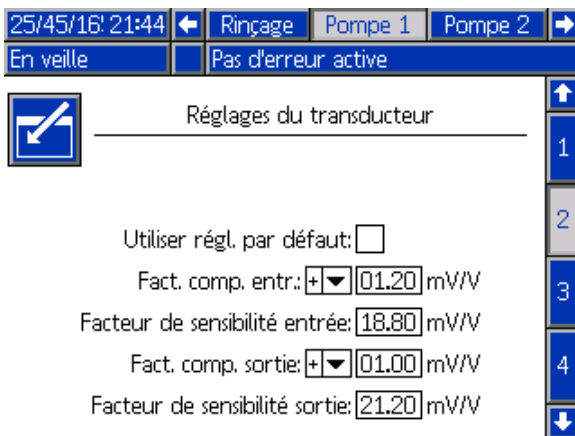 25/45/16' 21:44 Rinçage Pompe 1 Pompe 2
En veille Pas d'erreur active
Réglages du transducteur
1
2
Utiliser régl. par défaut:
Fact. comp. entr.: + 01.20 mV/V
3
Facteur de sensibilité entrée: 18.80 mV/V
Fact. comp. sortie: + 01.00 mV/V
4
Facteur de sensibilité sortie: 21.20 mV/V